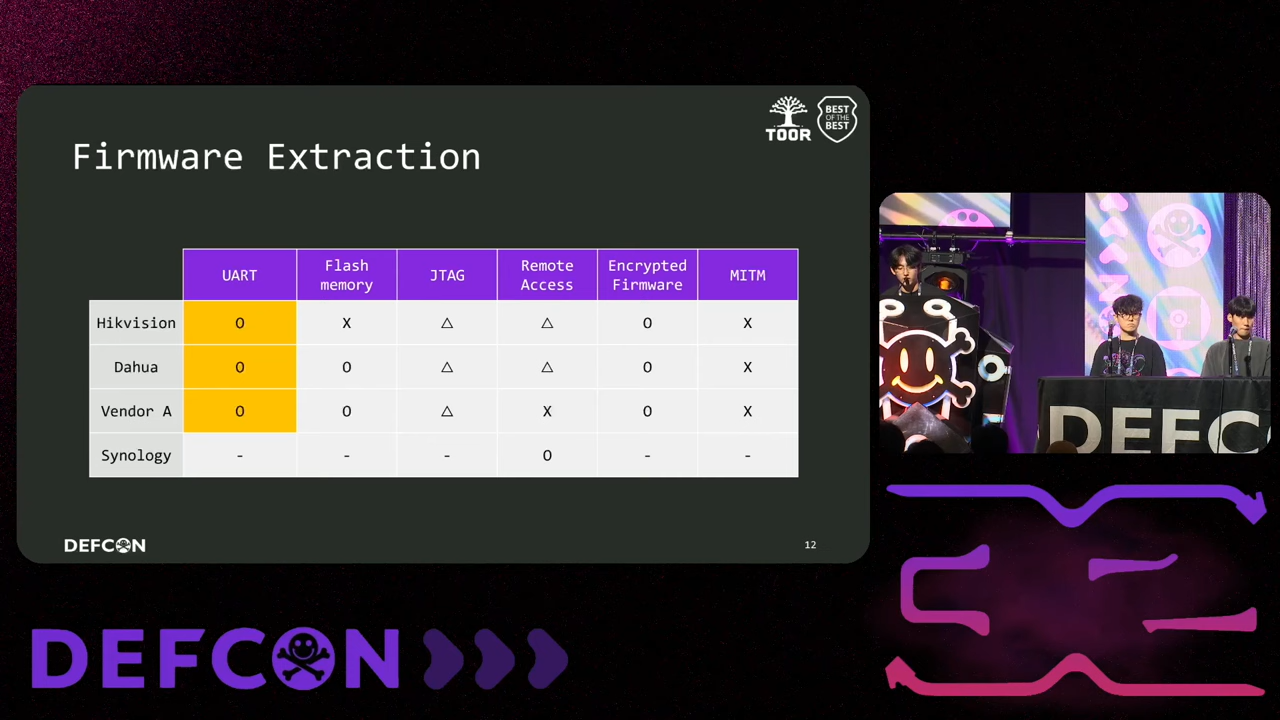 TOOR
BEST
OF THE
BEST
Firmware Extraction
UART Flash memory JTAG Remote Access Encrypted Firmware MITM
Hikvision O X △ △ O X
Dahua O O △ △ O X
Vendor A O O △ X O X
Synology - - - O - -
DEFCON
12
DEFC
DEFCON